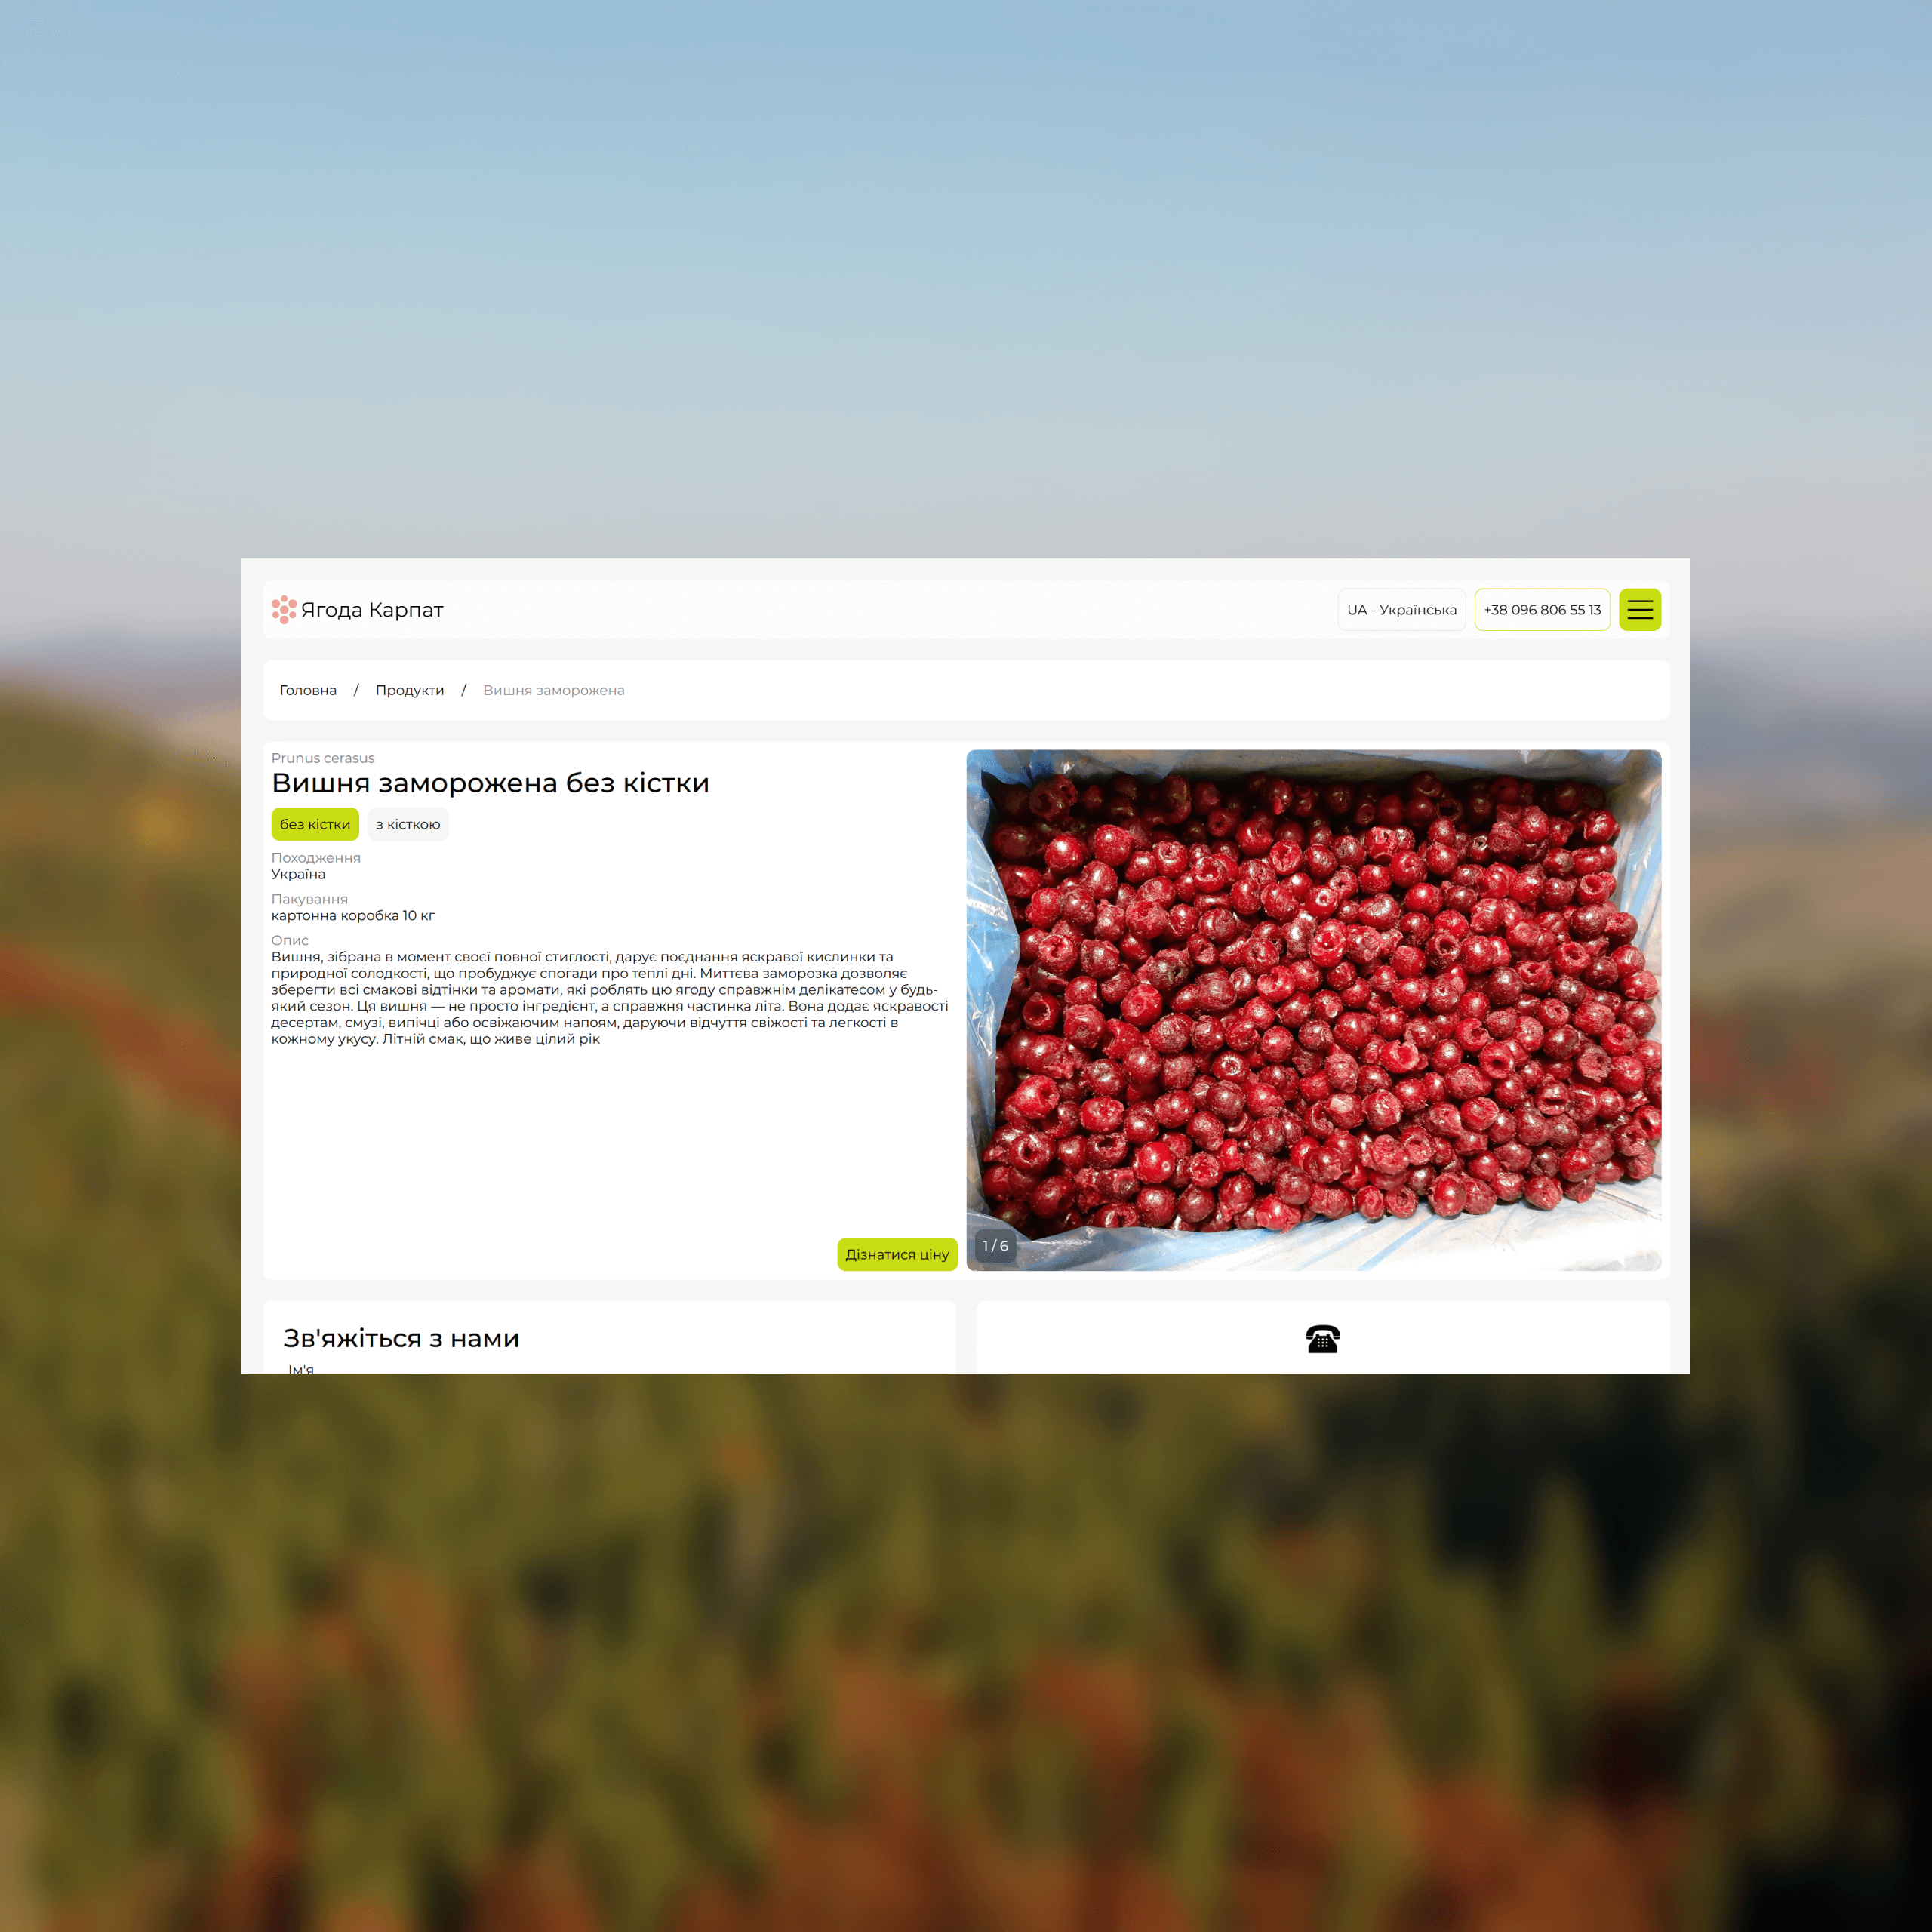 Ягода Карпат
UA - Українська
+38 096 806 55 13
Головна / Продукти / Вишня заморожена
Prunus cerasus
Вишня заморожена без кістки
без кістки
з кісткою
Походження
Україна
Пакування
картонна коробка 10 кг
Опис
Вишня, зібрана в момент своєї повної стиглості, дарує поєднання яскравої кислинки та
природної солодкості, що пробуджує спогади про теплі дні. Миттєва заморозка дозволяє
зберегти всі смакові відтінки та аромати, які роблять цю ягоду справжнім делікатесом у будь-
який сезон. Ця вишня — не просто інгредієнт, а справжня частинка літа. Вона додає яскравості
десертам, смузі, випічці або освіжаючим напоям, даруючи відчуття свіжості та легкості в
кожному укусу. Літній смак, що живе цілий рік
Дізнатися ціну
1 / 6
Зв'яжіться з нами
Ім'я